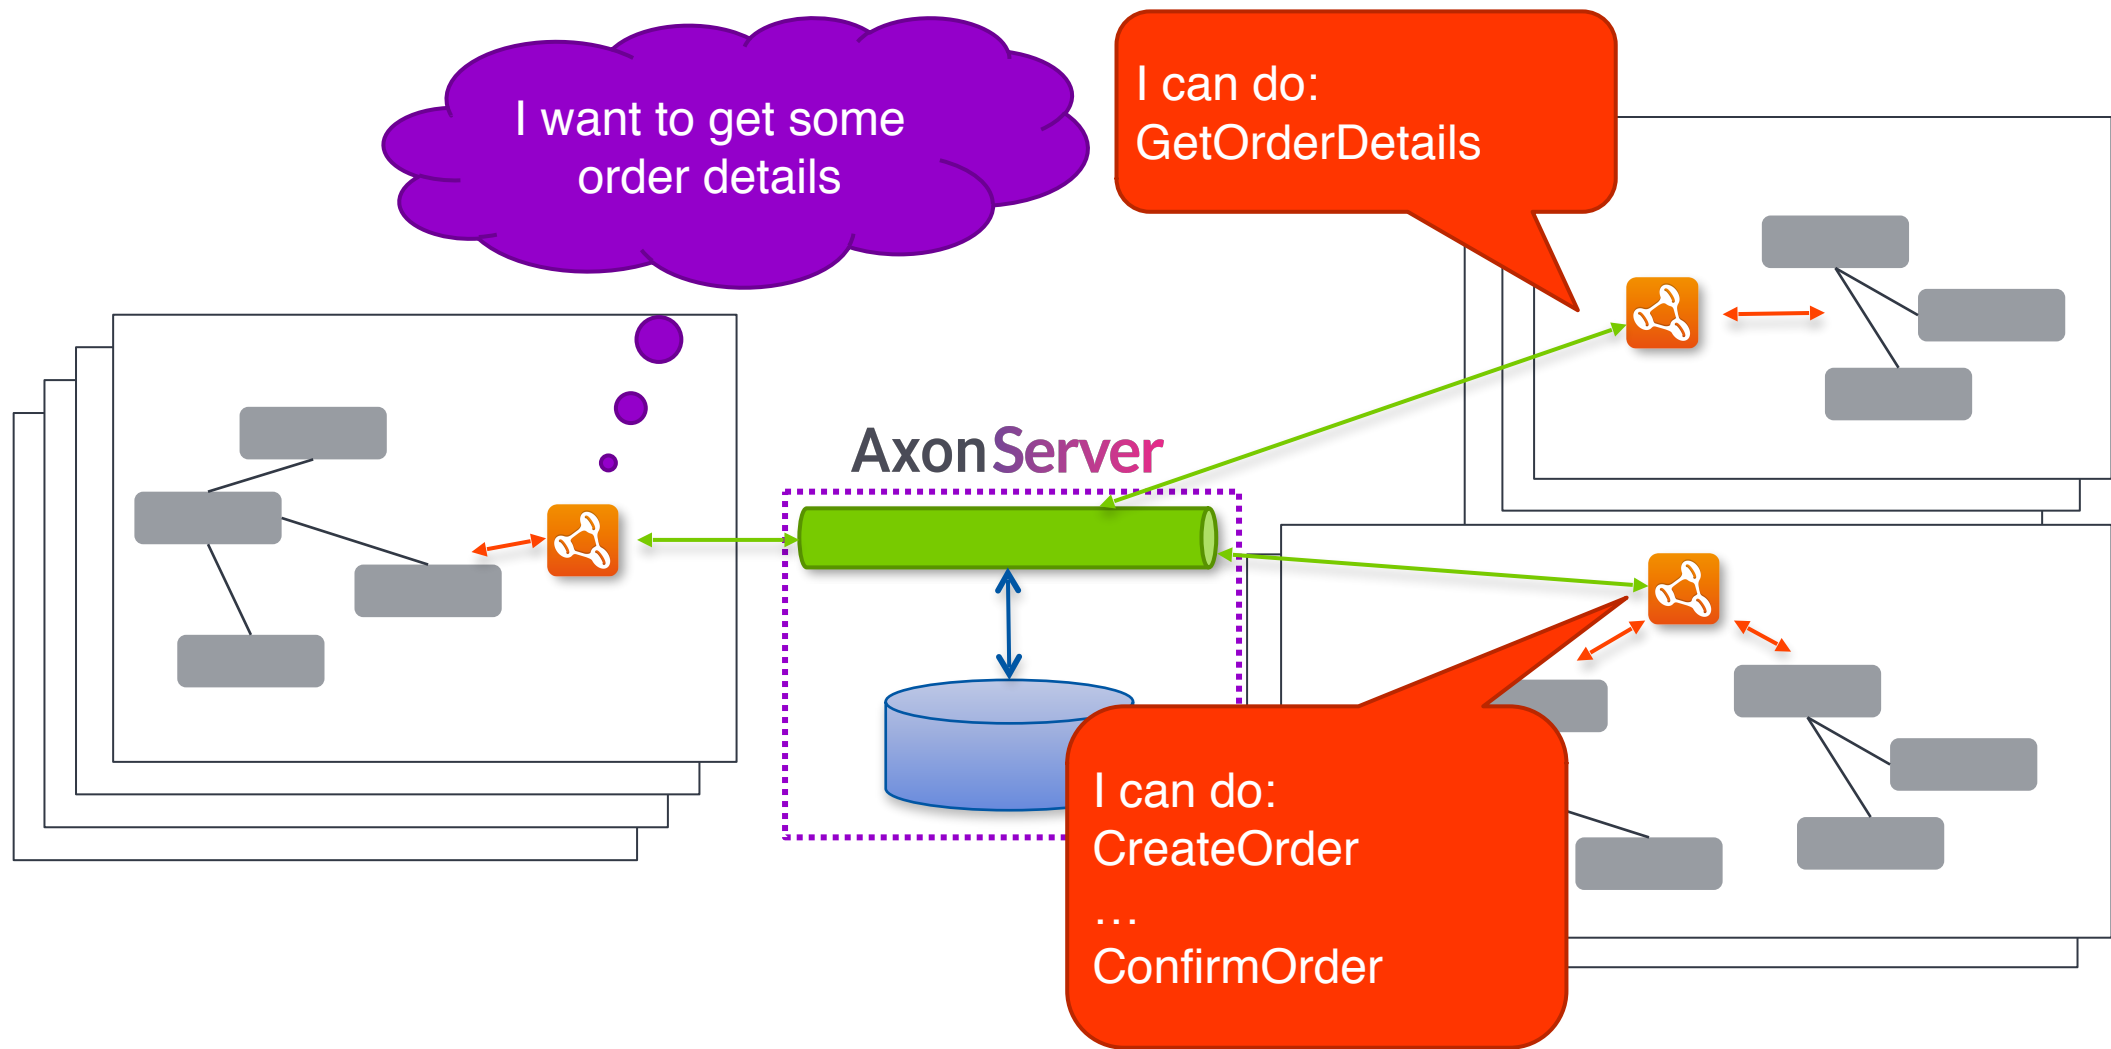 I want to get some
order details
I can do:
GetOrderDetails
AxonServer
I can do:
CreateOrder
…
ConfirmOrder